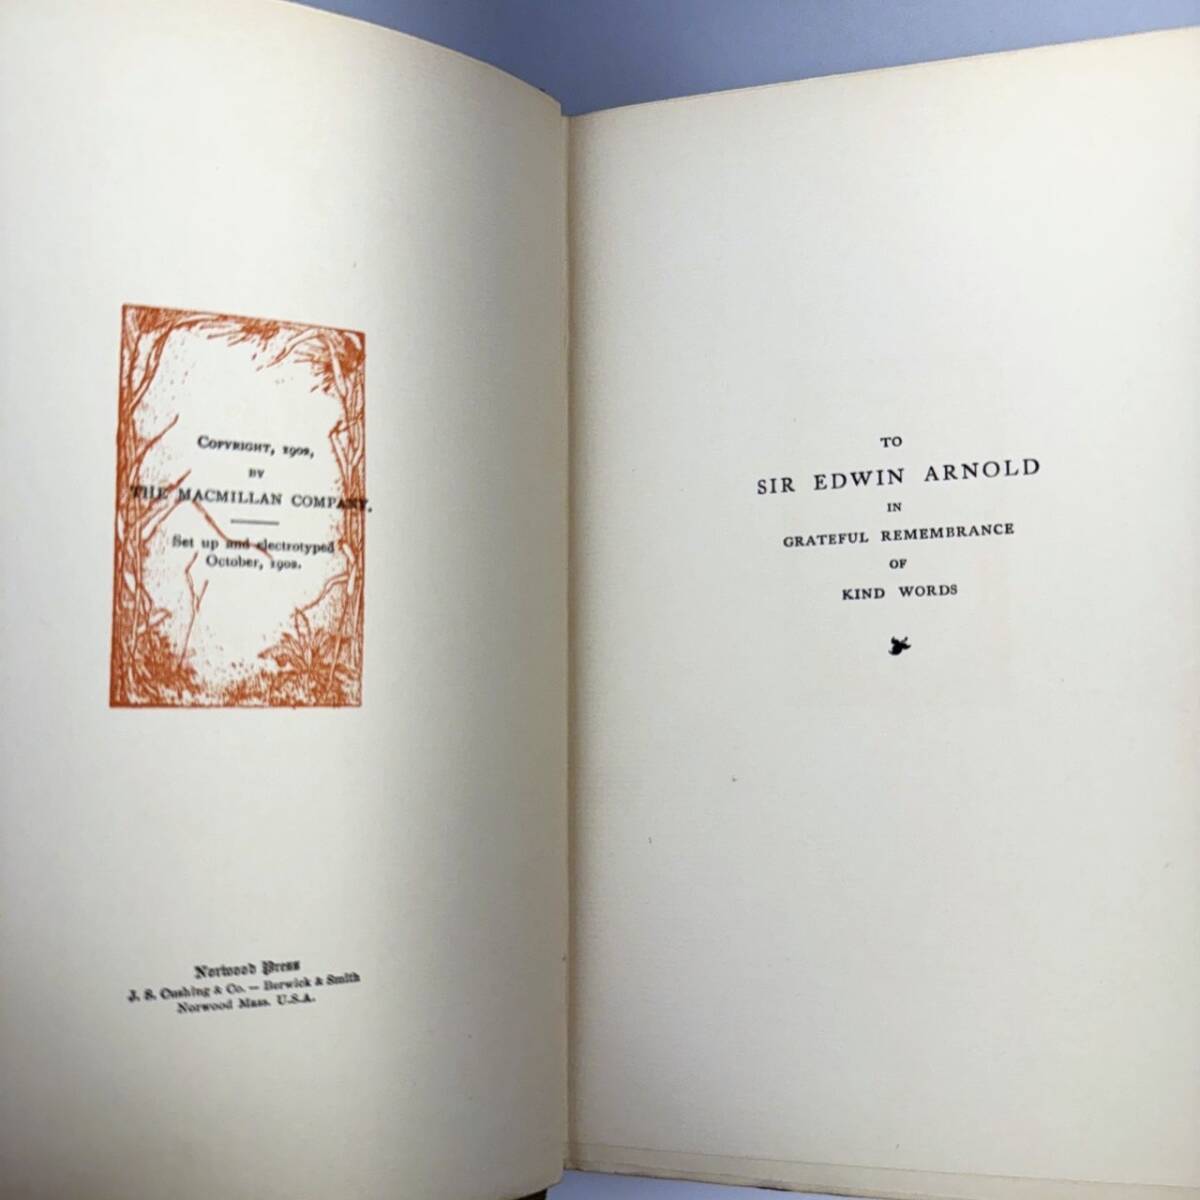 COPYRIGHT, 1902,
BY
THE MACMILLAN COMPANY.
Set up and electrotyped
October, 1902.
Norwood Press
J. S. Cushing & Co. — Berwick & Smith
Norwood Mass. U.S.A.
TO
SIR EDWIN ARNOLD
IN
GRATEFUL REMEMBRANCE
OF
KIND WORDS